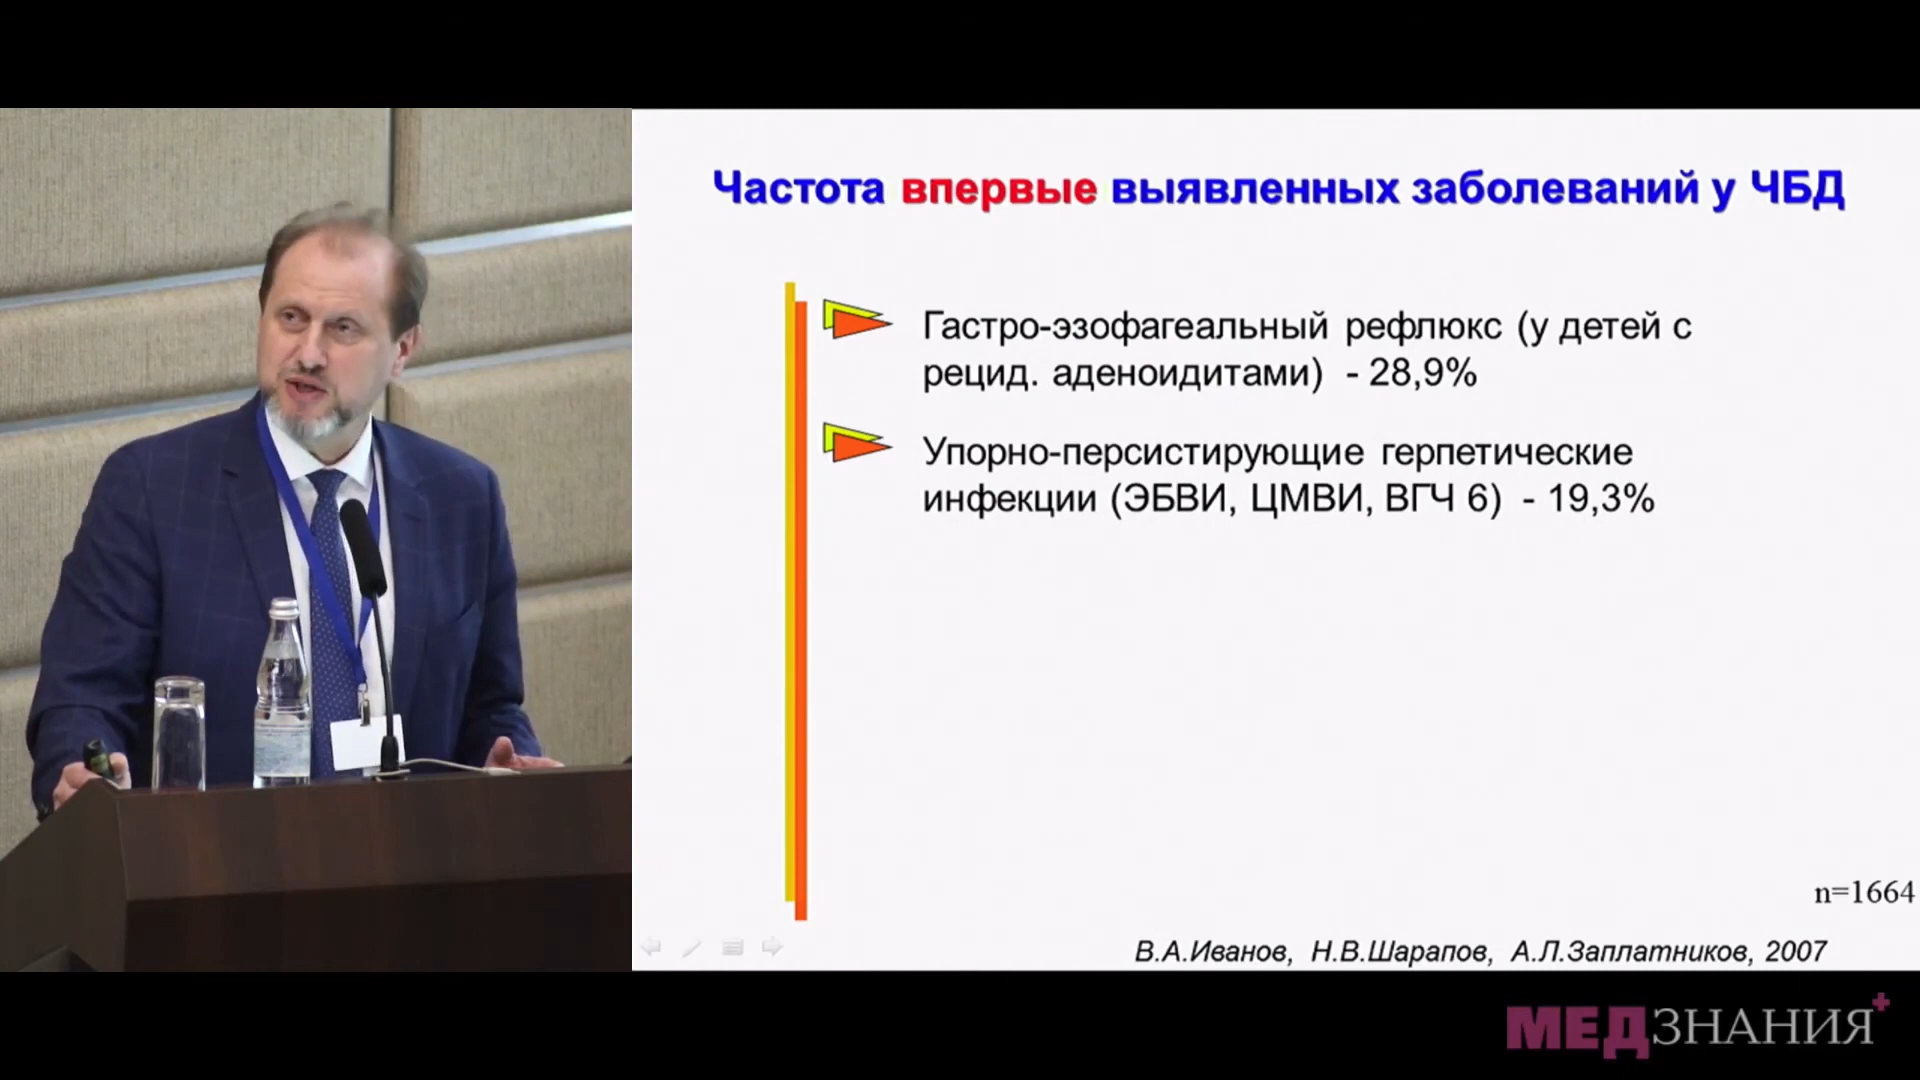 Частота впервые выявленных заболеваний у ЧБД
Гастро-эзофагеальный рефлюкс (у детей с
рецид. аденоидитами) - 28,9%
Упорно-персистирующие герпетические
инфекции (ЭБВИ, ЦМВИ, ВГЧ 6) - 19,3%
n=1664
В.А.Иванов, Н.В.Шарапов, А.Л.Заплатников, 2007
МЕДЗНАНИЯ+